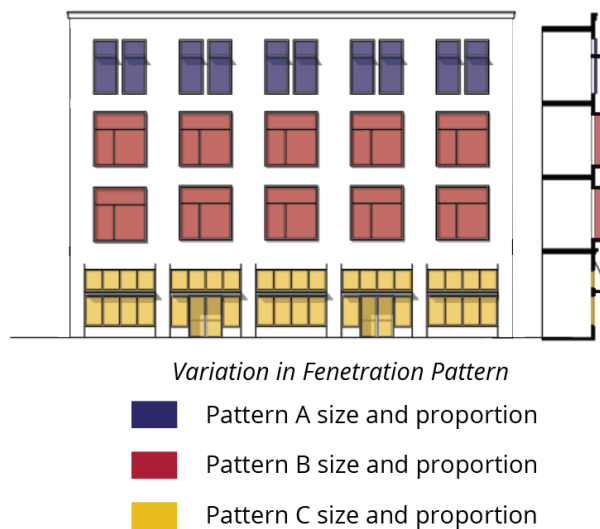 Variation in Fenetration Pattern
Pattern A size and proportion
Pattern B size and proportion
Pattern C size and proportion